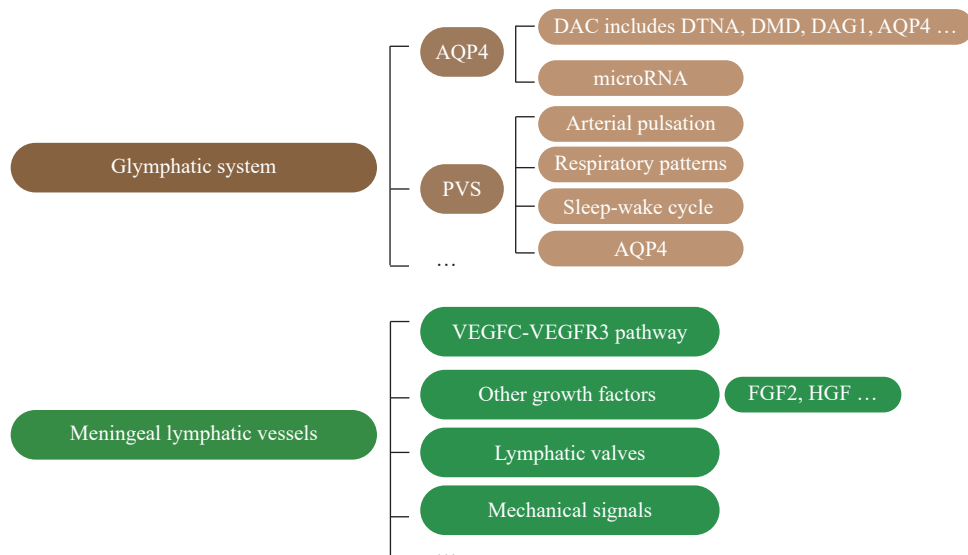 Glymphatic system
AQP4
DAC includes DTNA, DMD, DAG1, AQP4 …
microRNA
PVS
Arterial pulsation
Respiratory patterns
Sleep-wake cycle
AQP4
…
Meningeal lymphatic vessels
VEGFC-VEGFR3 pathway
Other growth factors
FGF2, HGF …
Lymphatic valves
Mechanical signals
…